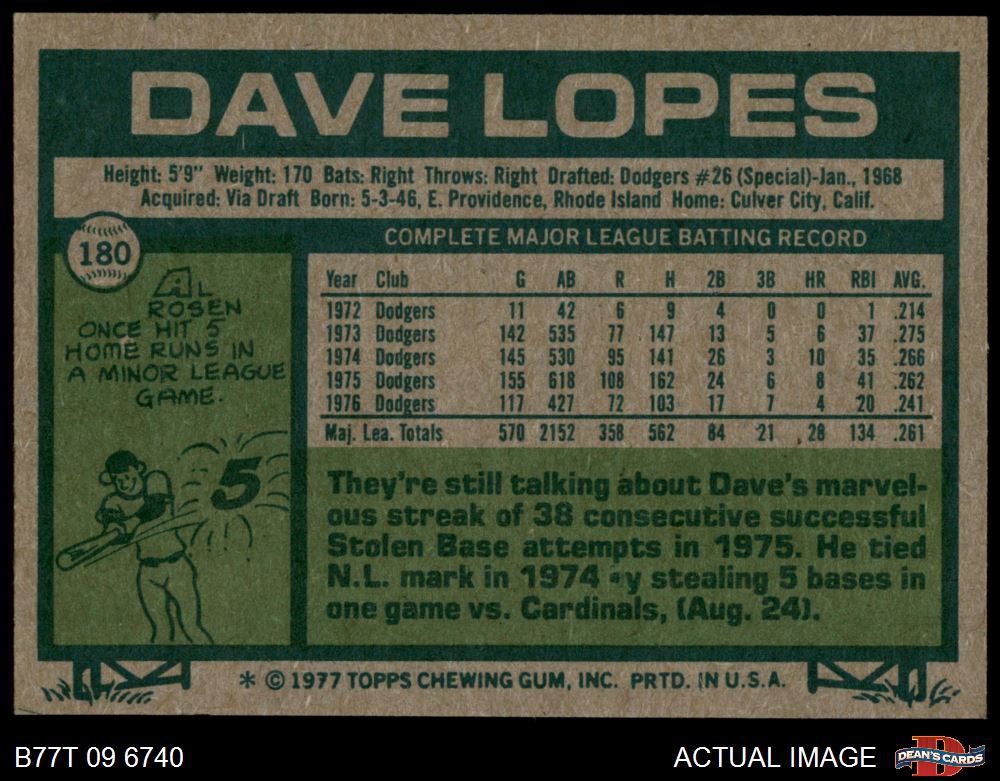 DAVE LOPES
Height: 5'9" Weight: 170 Bats: Right Throws: Right Drafted: Dodgers #26 (Special)-Jan., 1968
Acquired: Via Draft Born: 5-3-46, E. Providence, Rhode Island Home: Culver City, Calif.
180
AL
ROSEN
ONCE HIT 5
HOME RUNS IN
A MINOR LEAGUE
GAME.
5
COMPLETE MAJOR LEAGUE BATTING RECORD
Year Club G AB R H 2B 3B HR RBI AVG.
1972 Dodgers 11 42 6 9 4 0 0 1 .214
1973 Dodgers 142 535 77 147 13 5 6 37 .275
1974 Dodgers 145 530 95 141 26 3 10 35 .266
1975 Dodgers 155 618 108 162 24 6 8 41 .262
1976 Dodgers 117 427 72 103 17 7 4 20 .241
Maj. Lea. Totals 570 2152 358 562 84 21 28 134 .261
They're still talking about Dave's marvel-
ous streak of 38 consecutive successful
Stolen Base attempts in 1975. He tied
N.L. mark in 1974 y stealing 5 bases in
one game vs. Cardinals, (Aug. 24).
* © 1977 TOPPS CHEWING GUM, INC. PRTD. IN U.S.A.
B77T 09 6740
ACTUAL IMAGE
D
DEAN'S CARDS